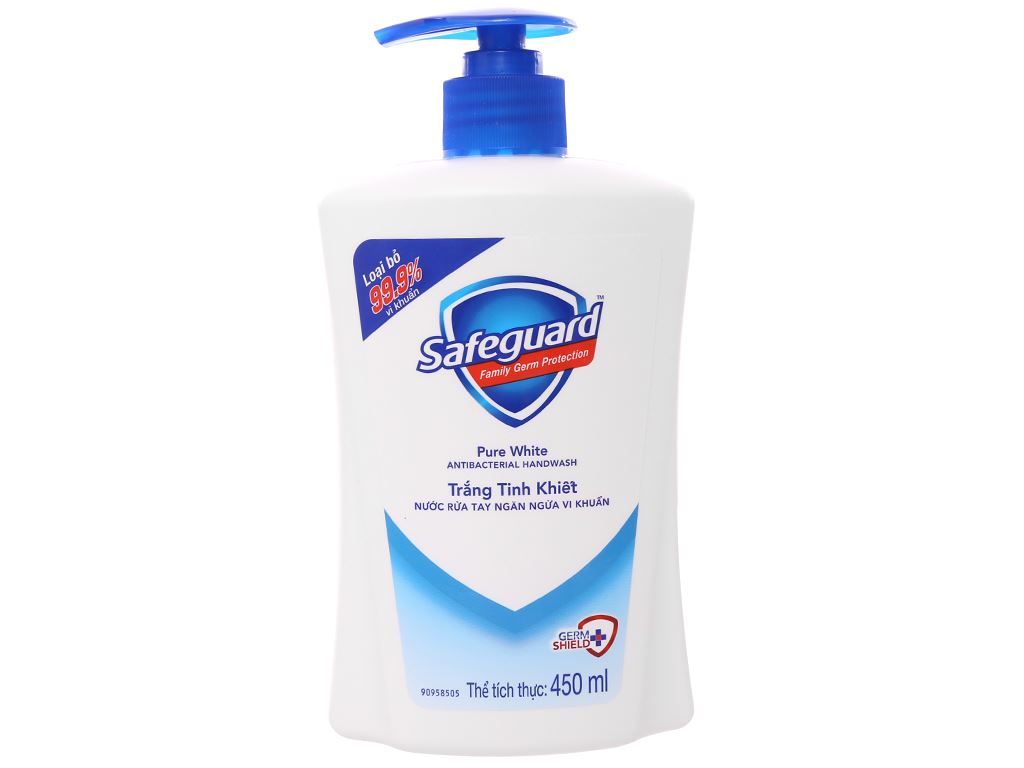 Loại bỏ
99.9%
vi khuẩn
Safeguard™
Family Germ Protection
Pure White
ANTIBACTERIAL HANDWASH
Trắng Tinh Khiết
NƯỚC RỬA TAY NGĂN NGỪA VI KHUẨN
GERM
SHIELD
90958505 Thể tích thực: 450 ml